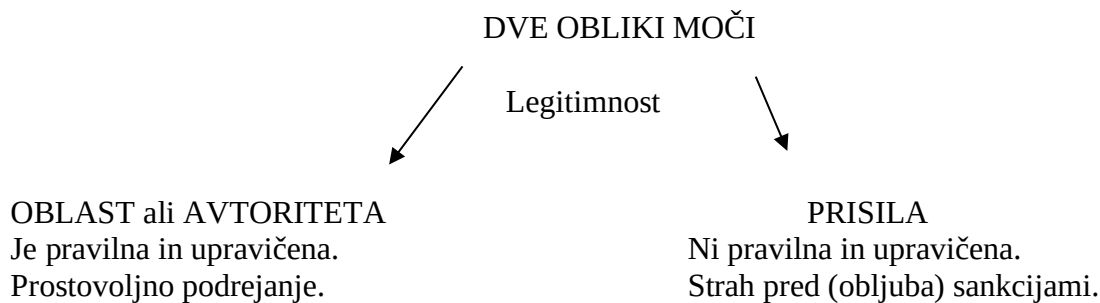 DVE OBLIKI MOČI
Legitimnost
OBLAST ali AVTORITETA
Je pravilna in upravičena.
Prostovoljno podrejanje.
PRISILA
Ni pravilna in upravičena.
Strah pred (obljuba) sankcijami.